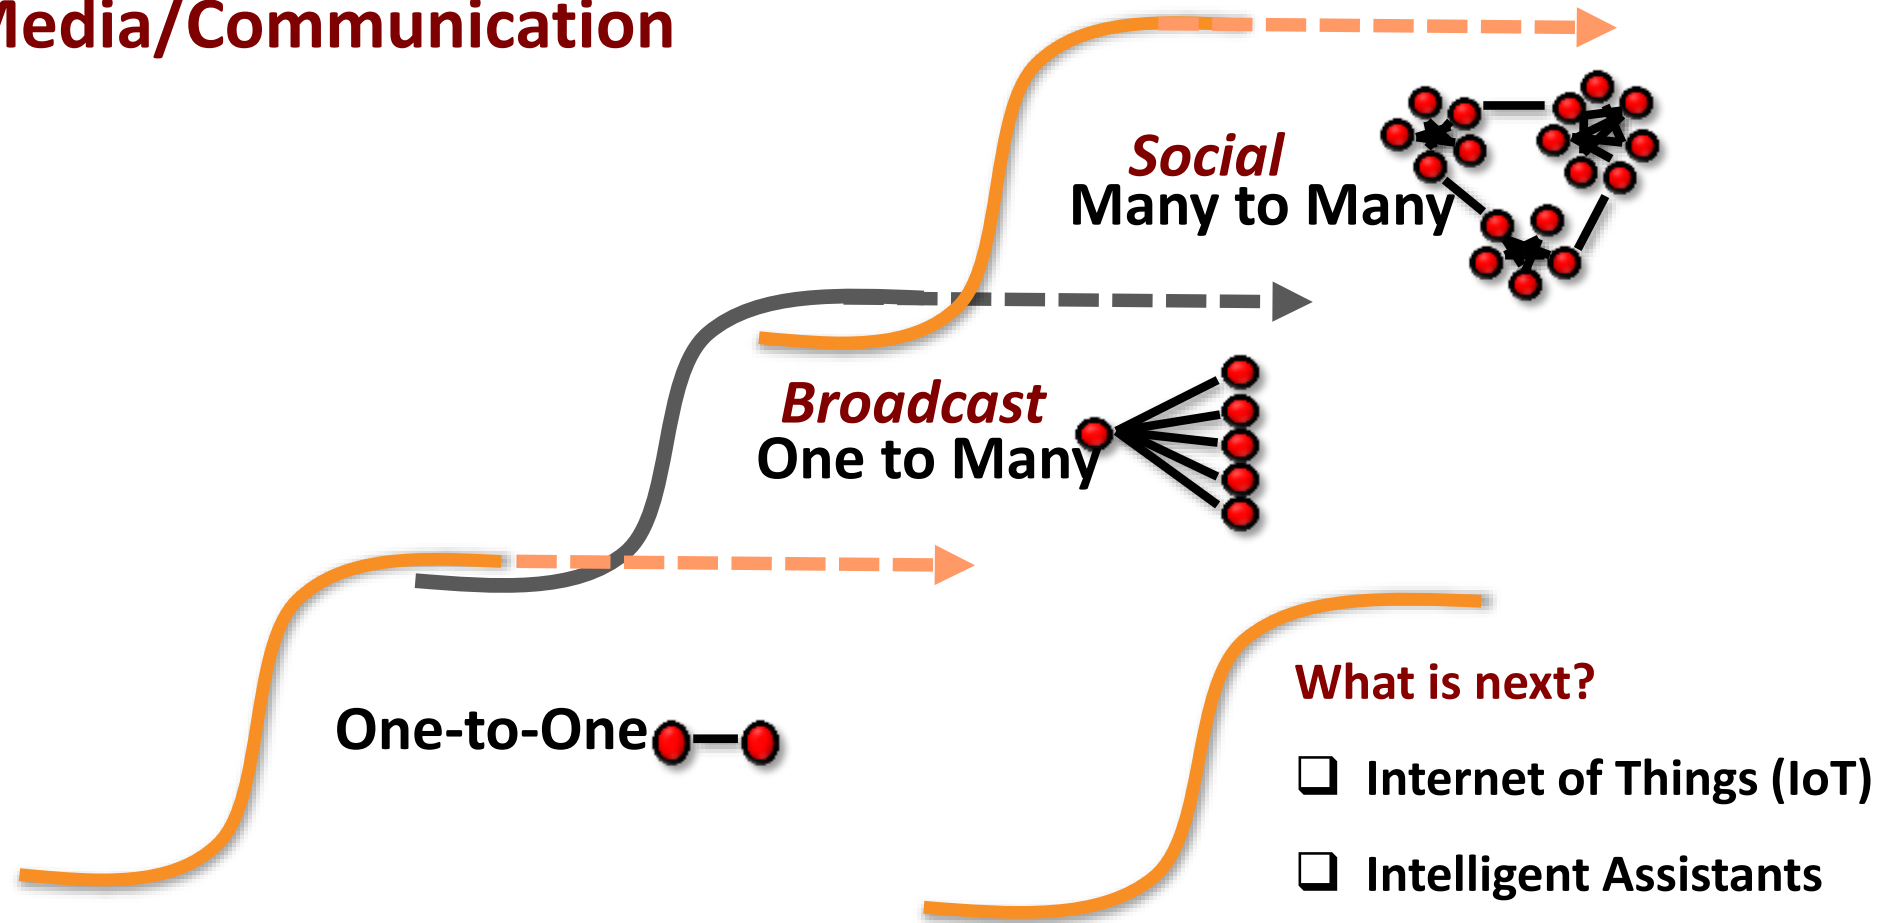 Media/Communication
Social
Many to Many
Broadcast
One to Many
One-to-One
What is next?
❑ Internet of Things (IoT)
❑ Intelligent Assistants